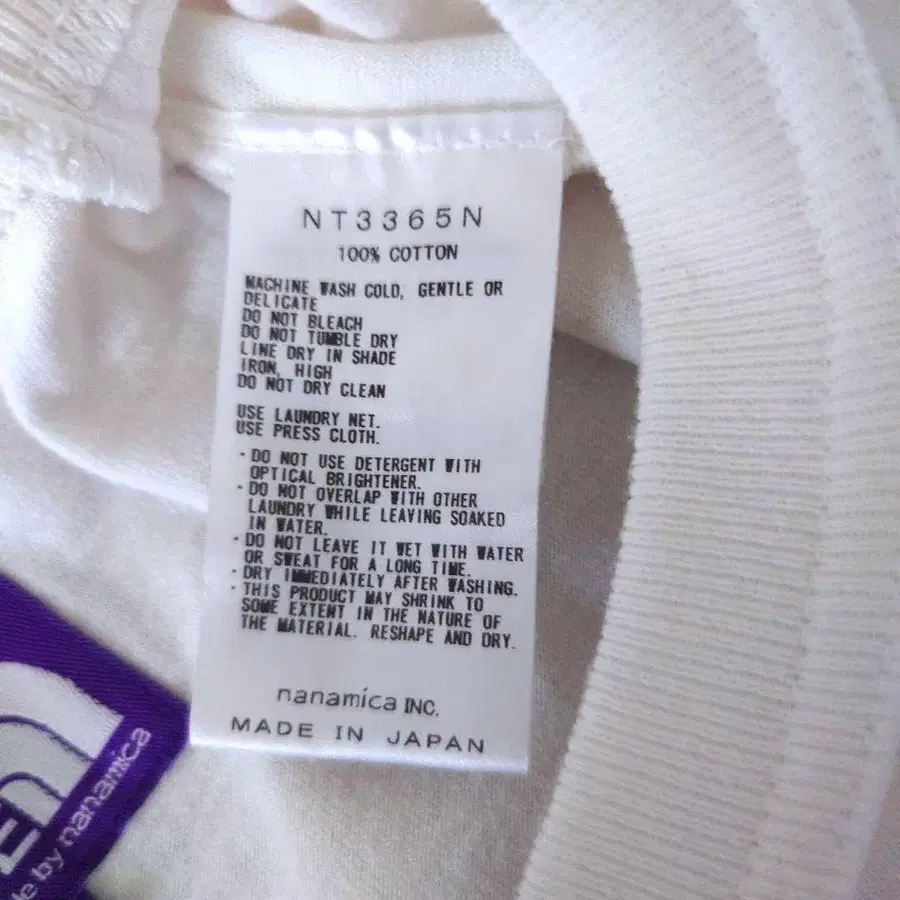 NT3365N
100% COTTON
MACHINE WASH COLD, GENTLE OR
DELICATE
DO NOT BLEACH
DO NOT TUMBLE DRY
LINE DRY IN SHADE
IRON, HIGH
DO NOT DRY CLEAN
USE LAUNDRY NET.
USE PRESS CLOTH.
・DO NOT USE DETERGENT WITH
OPTICAL BRIGHTENER.
・DO NOT OVERLAP WITH OTHER
LAUNDRY WHILE LEAVING SOAKED
IN WATER.
・DO NOT LEAVE IT WET WITH WATER
OR SWEAT FOR A LONG TIME.
・DRY IMMEDIATELY AFTER WASHING.
・THIS PRODUCT MAY SHRINK TO
SOME EXTENT IN THE NATURE OF
THE MATERIAL. RESHAPE AND DRY.
nanamica INC.
MADE IN JAPAN
by nanamica